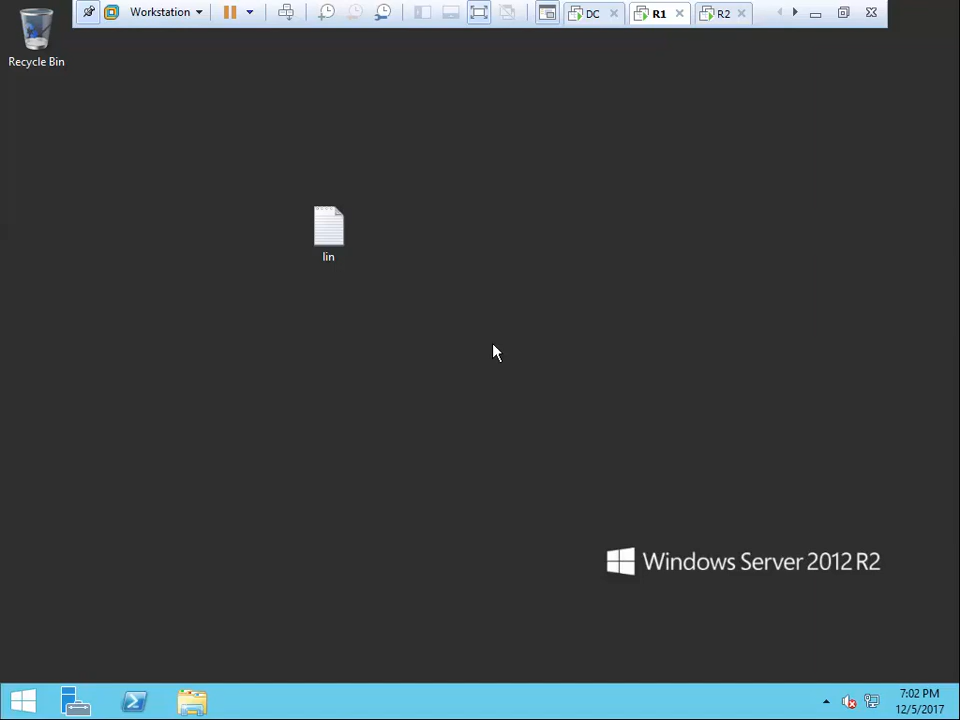 Workstation
DC
R1
R2
Recycle Bin
lin
Windows Server 2012 R2
7:02 PM
12/5/2017